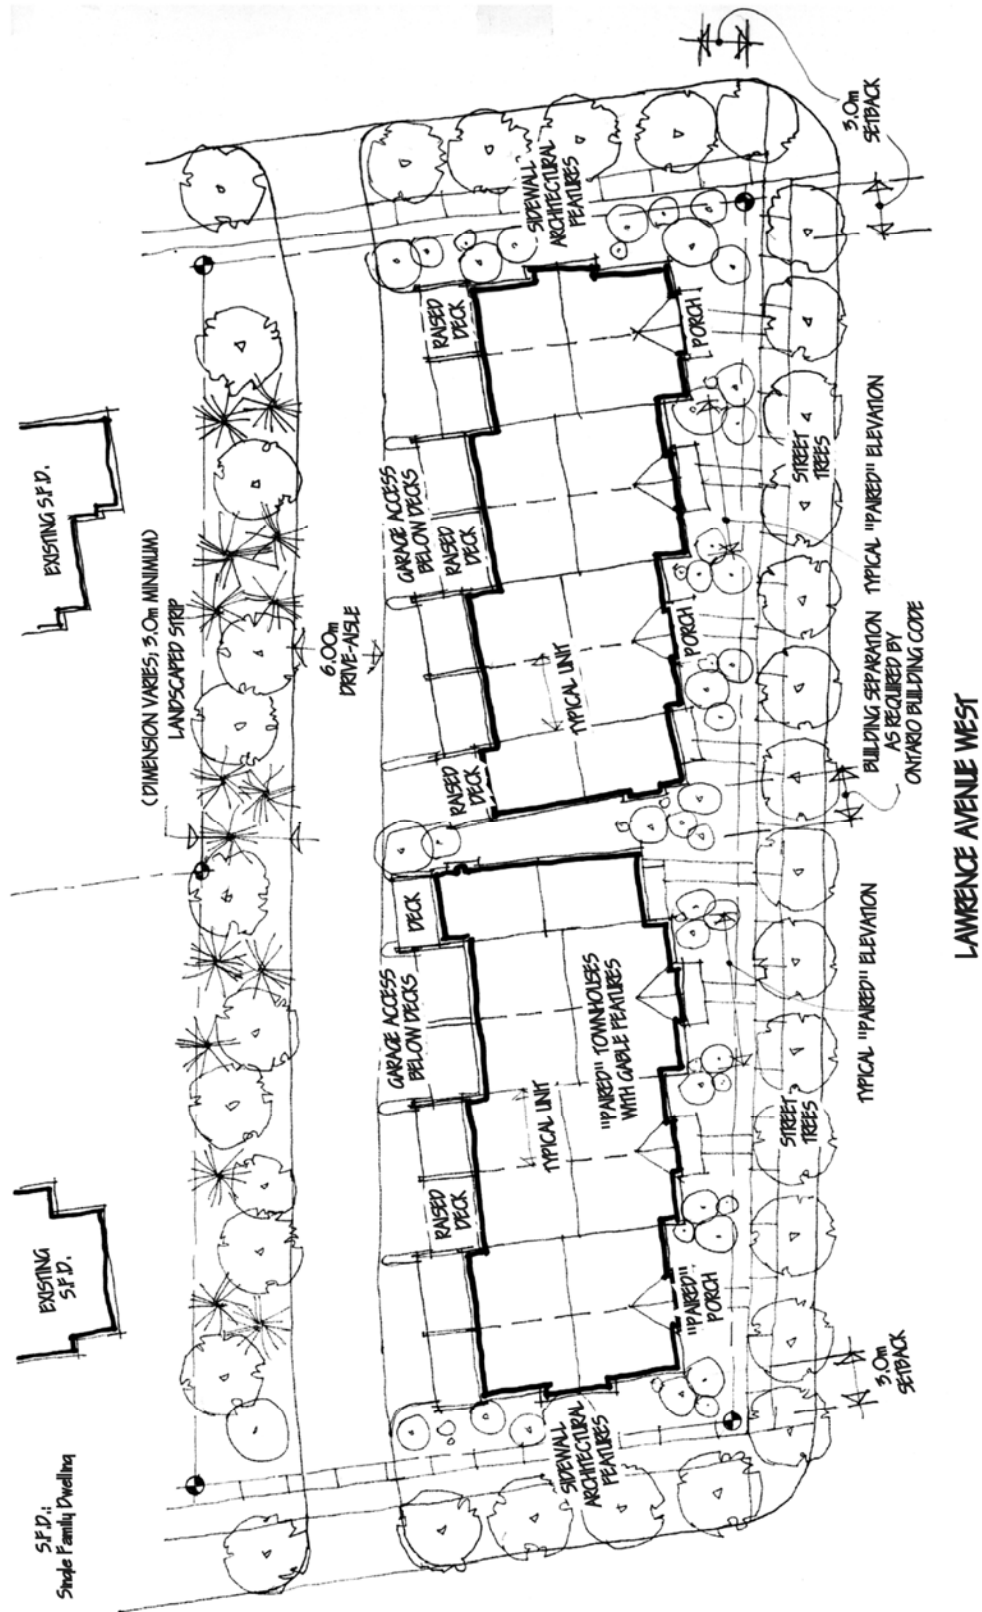 S.F.D.:
Single Family Dwelling
EXISTING
S.F.D.
EXISTING S.F.D.
(DIMENSION VARIES; 3.0m MINIMUM)
LANDSCAPED STRIP
6.00m
DRIVE-AISLE
GARAGE ACCESS
BELOW DECKS
GARAGE ACCESS
BELOW DECKS
RAISED
DECK
DECK
RAISED
DECK
RAISED
DECK
RAISED
DECK
SIDEWALL
ARCHITECTURAL
FEATURES
TYPICAL UNIT
"PAIRED" TOWNHOUSES
WITH GABLE FEATURES
TYPICAL UNIT
SIDEWALL
ARCHITECTURAL
FEATURES
"PAIRED"
PORCH
PORCH
PORCH
STREET
TREES
STREET
TREES
3.0m
SETBACK
TYPICAL "PAIRED" ELEVATION
BUILDING SEPARATION
AS REQUIRED BY
ONTARIO BUILDING CODE
TYPICAL "PAIRED" ELEVATION
3.0m
SETBACK
LAWRENCE AVENUE WEST